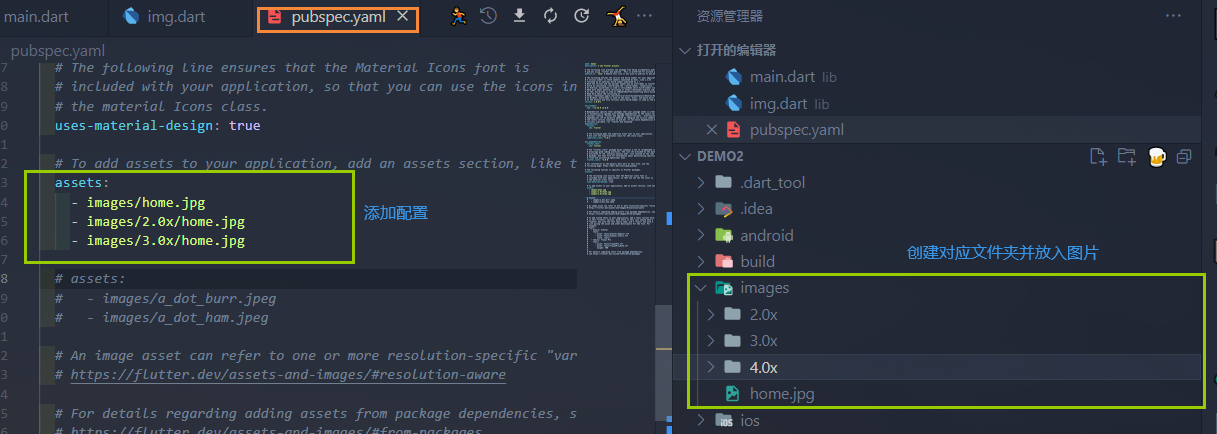 main.dart
img.dart
pubspec.yaml
pubspec.yaml
7 # The following line ensures that the Material Icons font is
8 # included with your application, so that you can use the icons in
9 # the material Icons class.
0 uses-material-design: true
1
2 # To add assets to your application, add an assets section, like t
3 assets:
4 - images/home.jpg
5 - images/2.0x/home.jpg
6 - images/3.0x/home.jpg
添加配置
7
8 # assets:
9 #   - images/a_dot_burr.jpeg
0 #   - images/a_dot_ham.jpeg
1
2 # An image asset can refer to one or more resolution-specific "var
3 # https://flutter.dev/assets-and-images/#resolution-aware
4
5 # For details regarding adding assets from package dependencies, s
6 # https://flutter.dev/assets-and-images/#from-packages
资源管理器
打开的编辑器
main.dart lib
img.dart lib
pubspec.yaml
DEMO2
.dart_tool
.idea
android
build
创建对应文件夹并放入图片
images
2.0x
3.0x
4.0x
home.jpg
ios